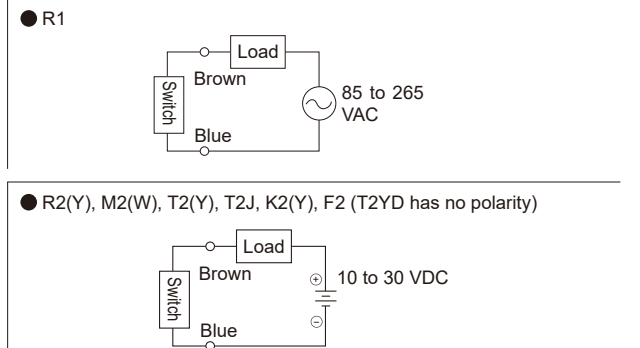 ● R1
Load
Brown
Switch
85 to 265
VAC
Blue
● R2(Y), M2(W), T2(Y), T2J, K2(Y), F2 (T2YD has no polarity)
Load
Brown
Switch
⊕
10 to 30 VDC
⊖
Blue